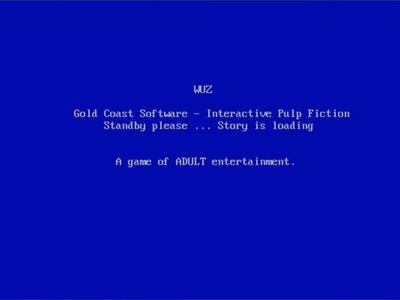 WUZ
Gold Coast Software - Interactive Pulp Fiction
Standby please ... Story is loading
A game of ADULT entertainment.